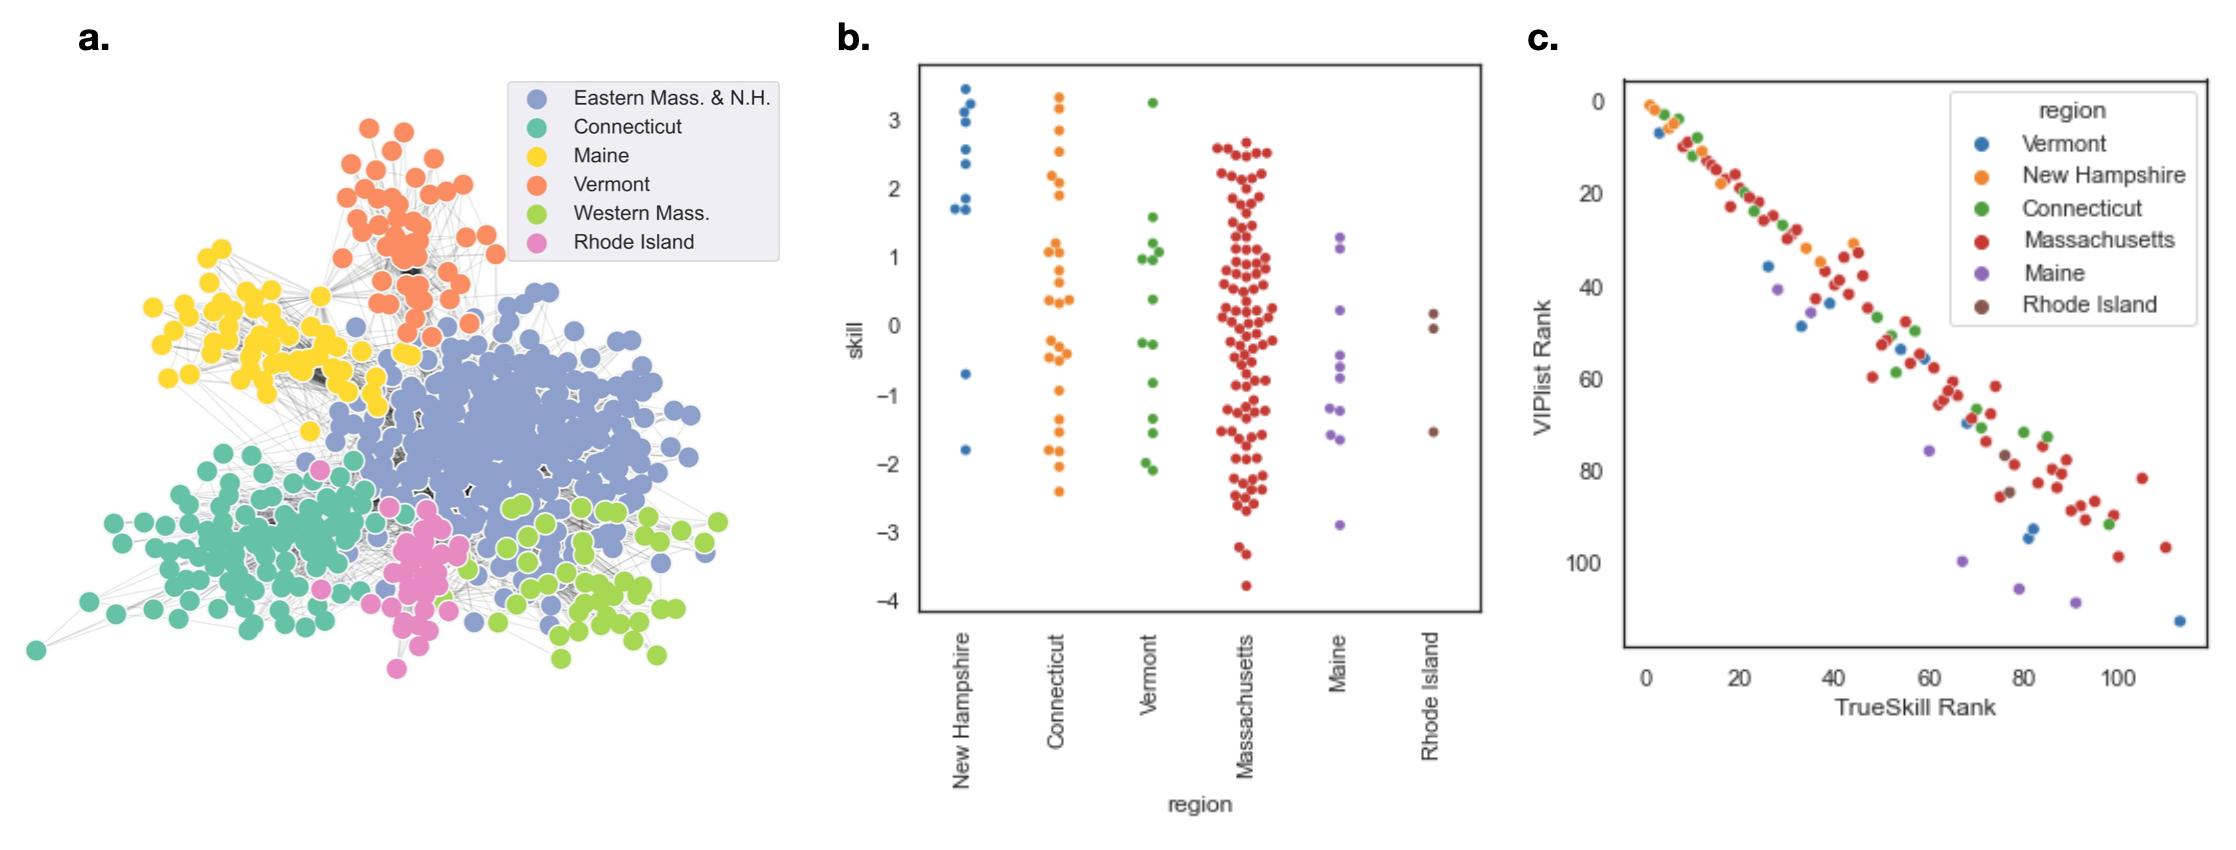 a.
Eastern Mass. & N.H.
Connecticut
Maine
Vermont
Western Mass.
Rhode Island
b.
3
2
1
0
−1
−2
−3
−4
skill
New Hampshire
Connecticut
Vermont
Massachusetts
Maine
Rhode Island
region
c.
region
Vermont
New Hampshire
Connecticut
Massachusetts
Maine
Rhode Island
0
20
40
60
80
100
VIPlist Rank
0 20 40 60 80 100
TrueSkill Rank